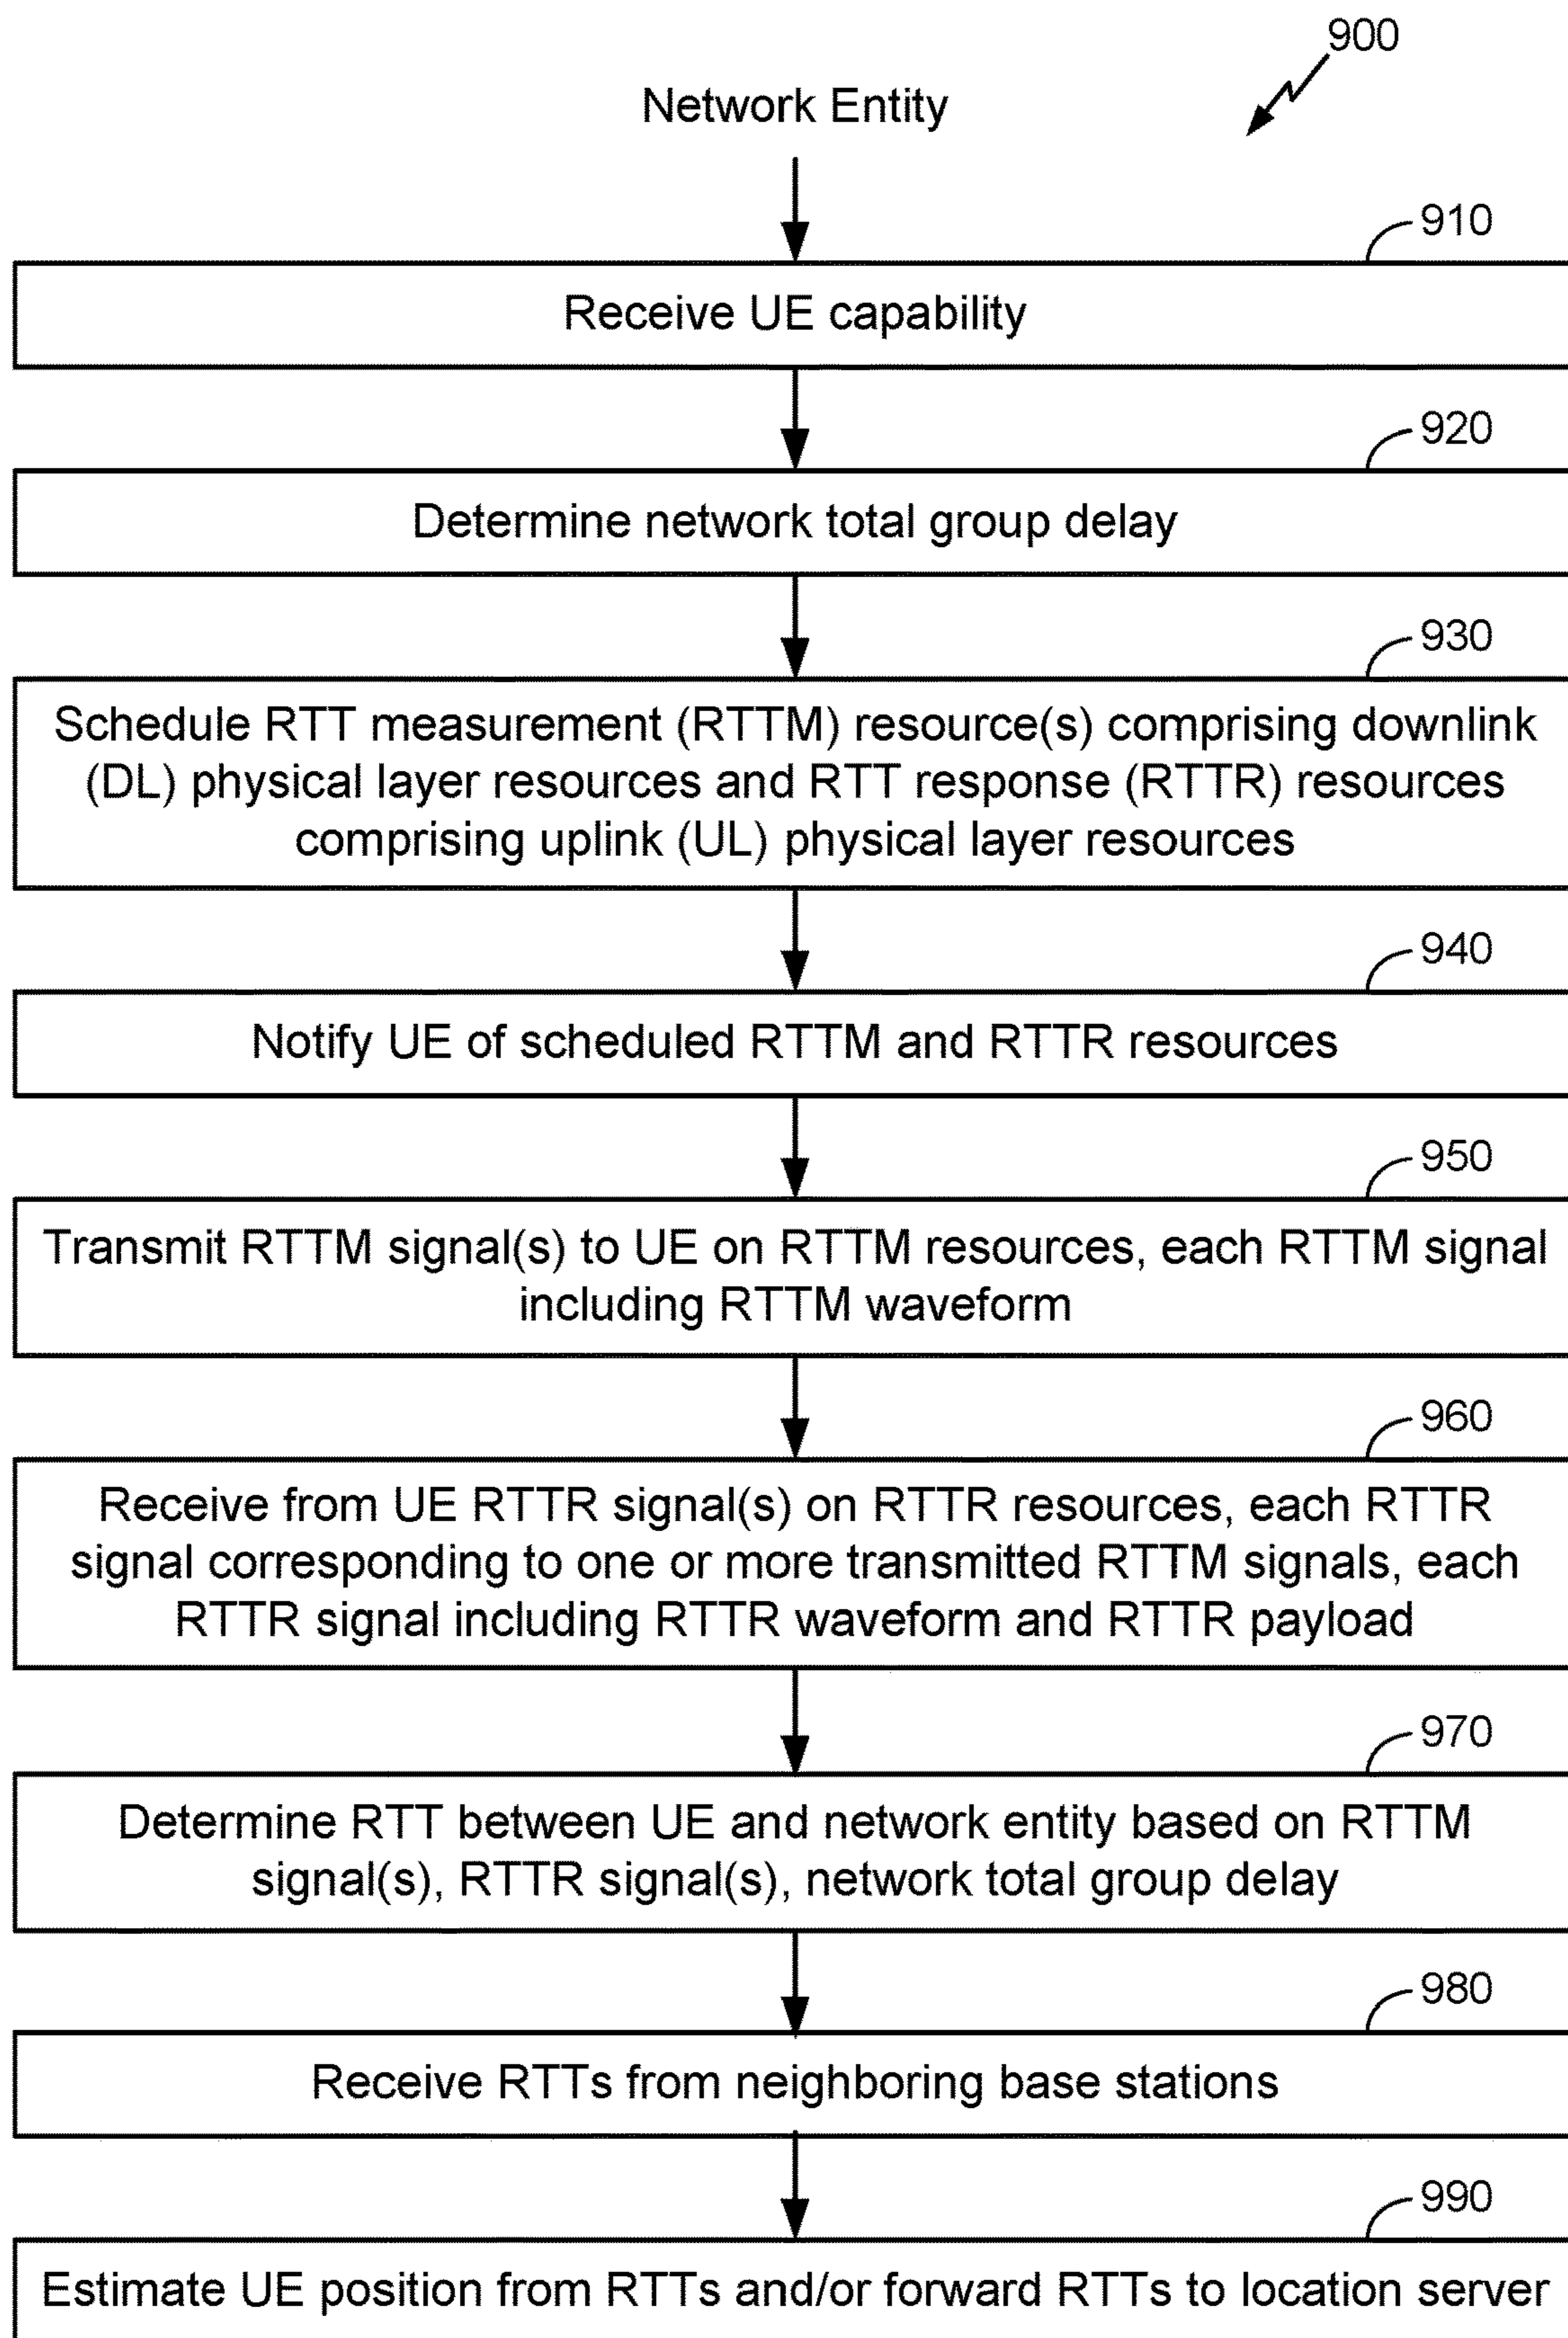 900
Network Entity
910
Receive UE capability
920
Determine network total group delay
930
Schedule RTT measurement (RTTM) resource(s) comprising downlink
(DL) physical layer resources and RTT response (RTTR) resources
comprising uplink (UL) physical layer resources
940
Notify UE of scheduled RTTM and RTTR resources
950
Transmit RTTM signal(s) to UE on RTTM resources, each RTTM signal
including RTTM waveform
960
Receive from UE RTTR signal(s) on RTTR resources, each RTTR
signal corresponding to one or more transmitted RTTM signals, each
RTTR signal including RTTR waveform and RTTR payload
970
Determine RTT between UE and network entity based on RTTM
signal(s), RTTR signal(s), network total group delay
980
Receive RTTs from neighboring base stations
990
Estimate UE position from RTTs and/or forward RTTs to location server